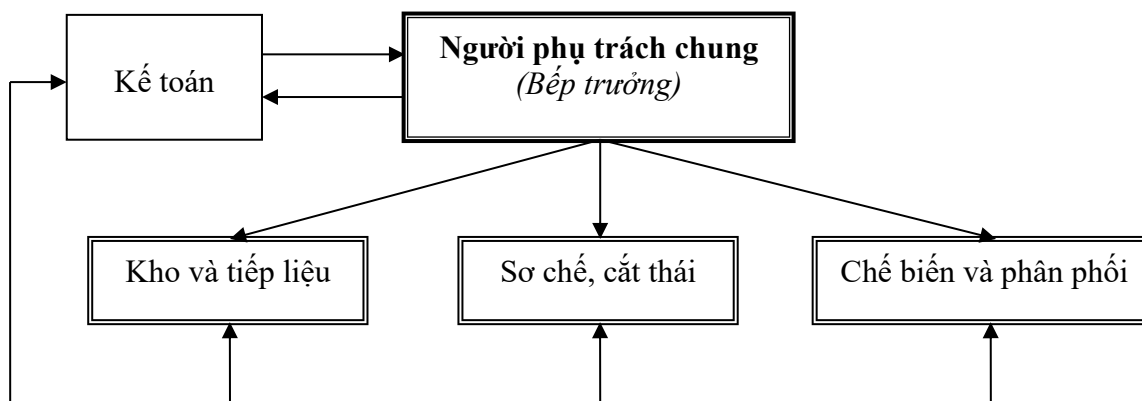 Kế toán
Người phụ trách chung
(Bếp trưởng)
Kho và tiếp liệu
Sơ chế, cắt thái
Chế biến và phân phối